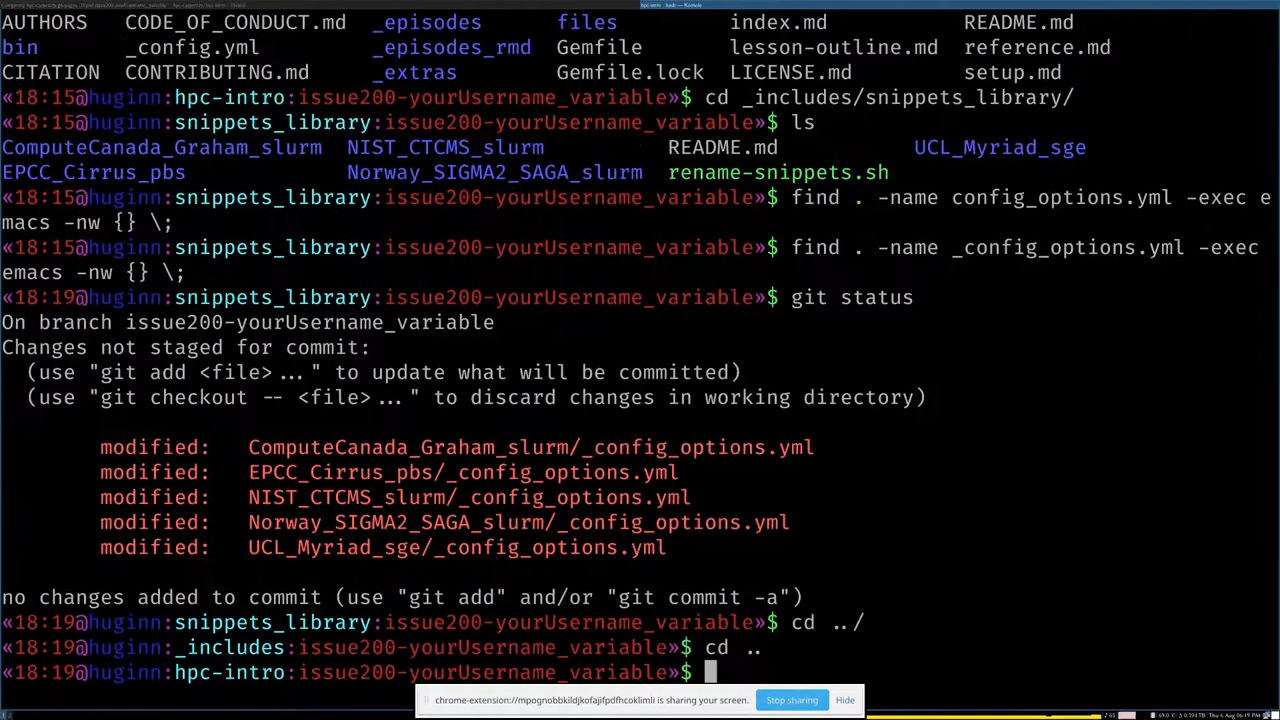 AUTHORS  CODE_OF_CONDUCT.md  _episodes  files  index.md  README.md
bin  _config.yml  _episodes_rmd  Gemfile  lesson-outline.md  reference.md
CITATION  CONTRIBUTING.md  _extras  Gemfile.lock  LICENSE.md  setup.md
«18:15@huginn:hpc-intro:issue200-yourUsername_variable»$ cd _includes/snippets_library/
«18:15@huginn:snippets_library:issue200-yourUsername_variable»$ ls
ComputeCanada_Graham_slurm  NIST_CTCMS_slurm  README.md  UCL_Myriad_sge
EPCC_Cirrus_pbs  Norway_SIGMA2_SAGA_slurm  rename-snippets.sh
«18:15@huginn:snippets_library:issue200-yourUsername_variable»$ find . -name config_options.yml -exec e
macs -nw {} \;
«18:15@huginn:snippets_library:issue200-yourUsername_variable»$ find . -name _config_options.yml -exec
emacs -nw {} \;
«18:19@huginn:snippets_library:issue200-yourUsername_variable»$ git status
On branch issue200-yourUsername_variable
Changes not staged for commit:
  (use "git add <file>..." to update what will be committed)
  (use "git checkout -- <file>..." to discard changes in working directory)
        modified:   ComputeCanada_Graham_slurm/_config_options.yml
        modified:   EPCC_Cirrus_pbs/_config_options.yml
        modified:   NIST_CTCMS_slurm/_config_options.yml
        modified:   Norway_SIGMA2_SAGA_slurm/_config_options.yml
        modified:   UCL_Myriad_sge/_config_options.yml
no changes added to commit (use "git add" and/or "git commit -a")
«18:19@huginn:snippets_library:issue200-yourUsername_variable»$ cd ../
«18:19@huginn:_includes:issue200-yourUsername_variable»$ cd ..
«18:19@huginn:hpc-intro:issue200-yourUsername_variable»$
chrome-extension://mpognobbkildjkofajifpdfhcoklimli is sharing your screen.  Stop sharing  Hide
Thu 6 Aug 06:19 PM